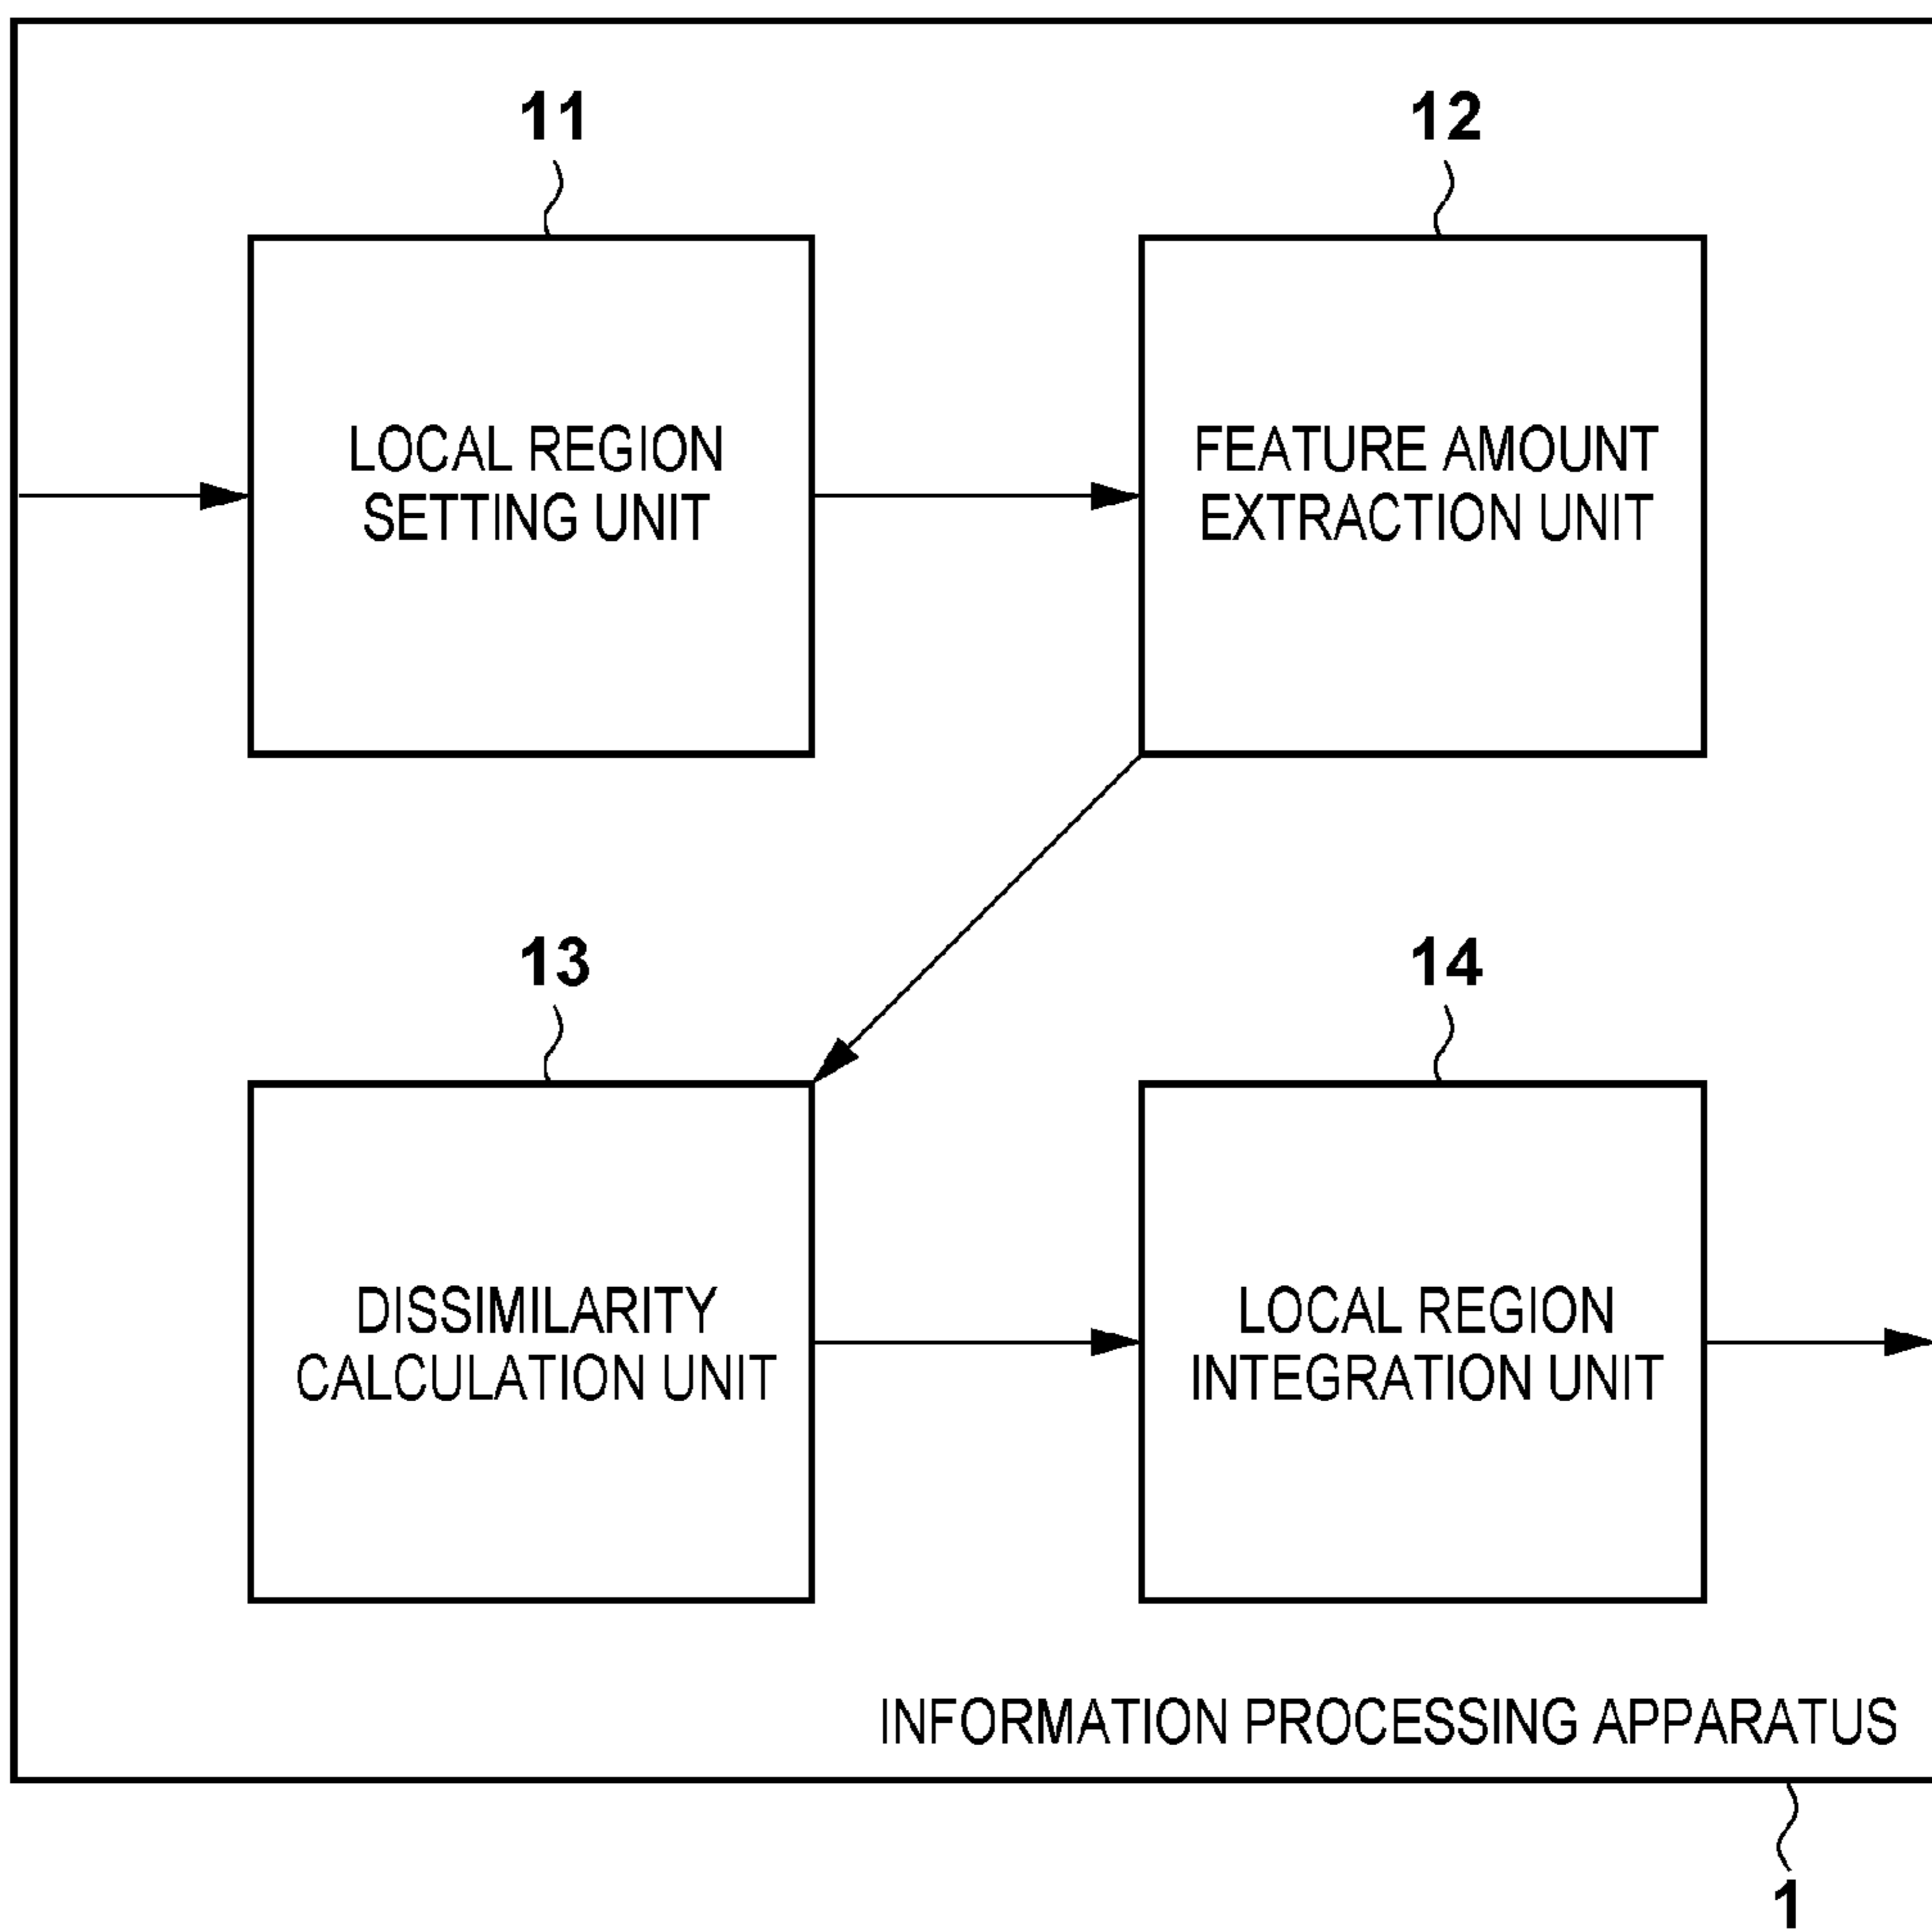 11
12
LOCAL REGION
SETTING UNIT
FEATURE AMOUNT
EXTRACTION UNIT
13
14
DISSIMILARITY
CALCULATION UNIT
LOCAL REGION
INTEGRATION UNIT
INFORMATION PROCESSING APPARATUS
1